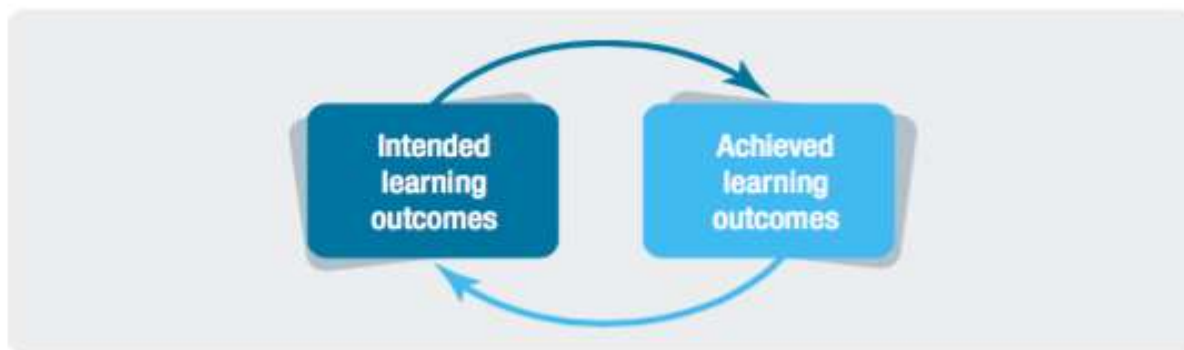 Intended
learning
outcomes
Achieved
learning
outcomes